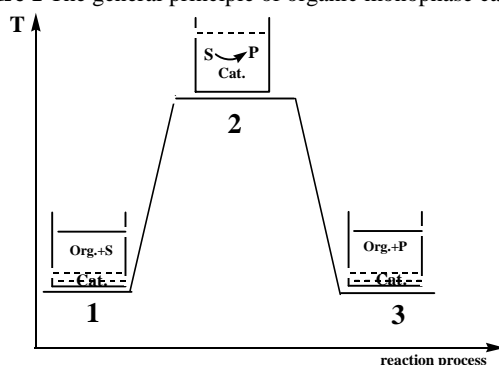 T
S P
Cat.
2
Org.+S
Cat.
1
Org.+P
Cat.
3
reaction process